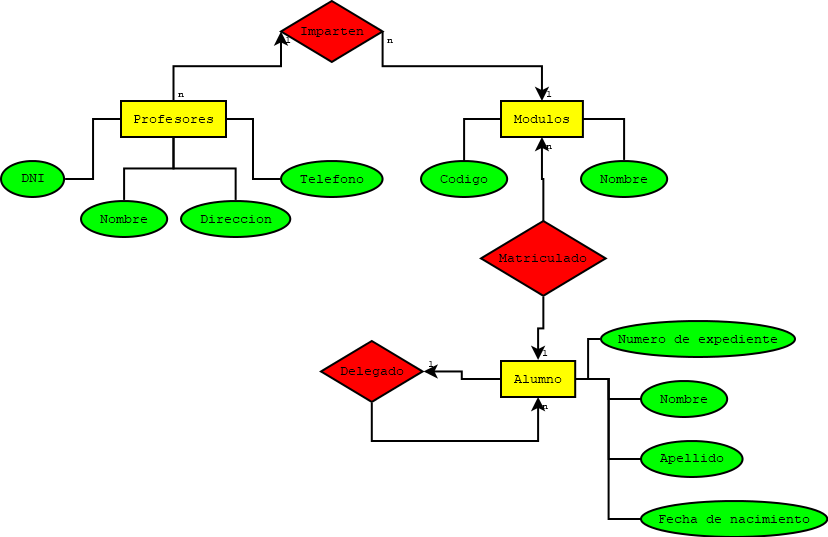 Imparten
1
n
n
1
Profesores
Modulos
n
DNI
Telefono
Codigo
Nombre
Nombre
Direccion
Matriculado
Numero de expediente
1
1
Delegado
Alumno
Nombre
n
Apellido
Fecha de nacimiento